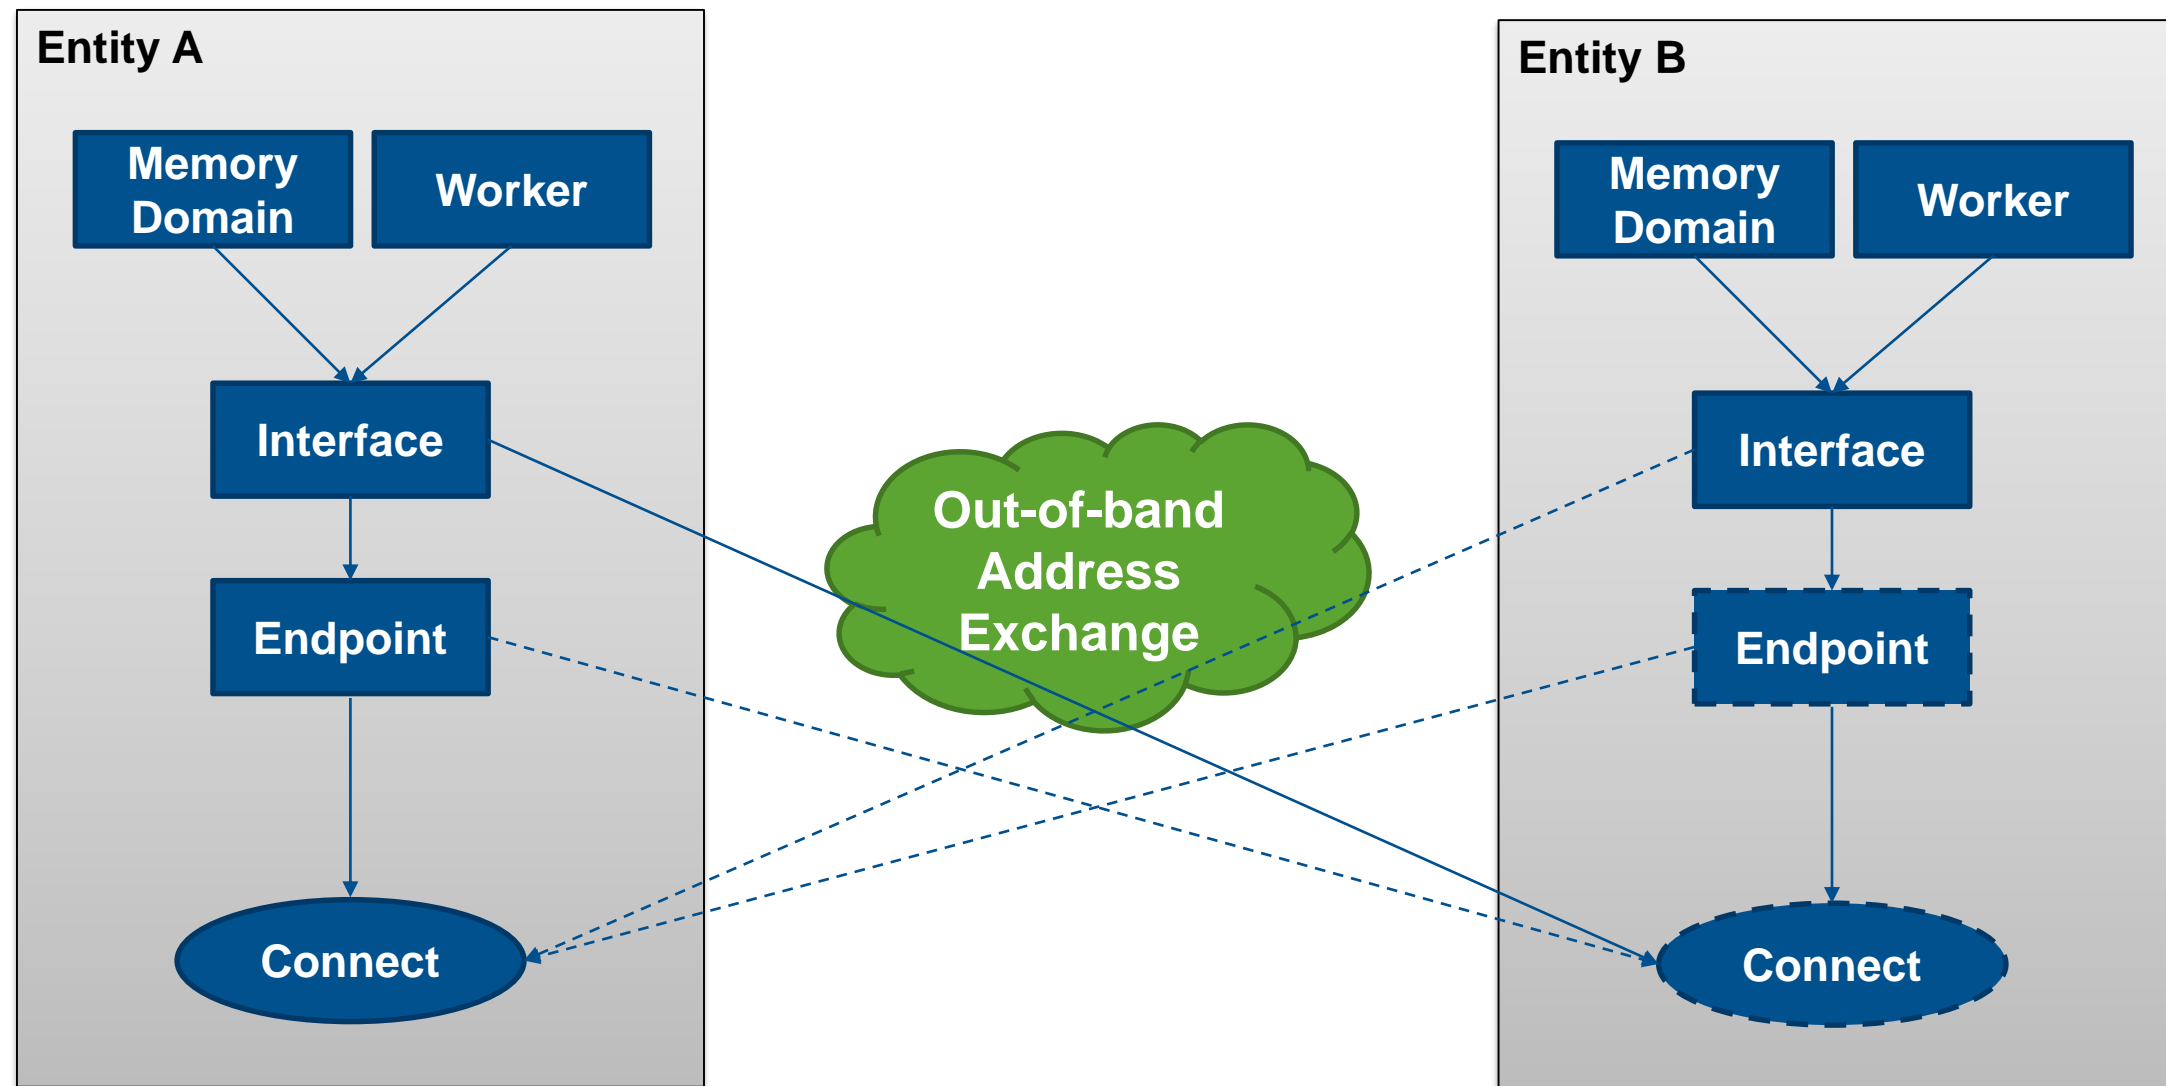 Entity A
Memory
Domain
Worker
Interface
Endpoint
Connect
Out-of-band
Address
Exchange
Entity B
Memory
Domain
Worker
Interface
Endpoint
Connect